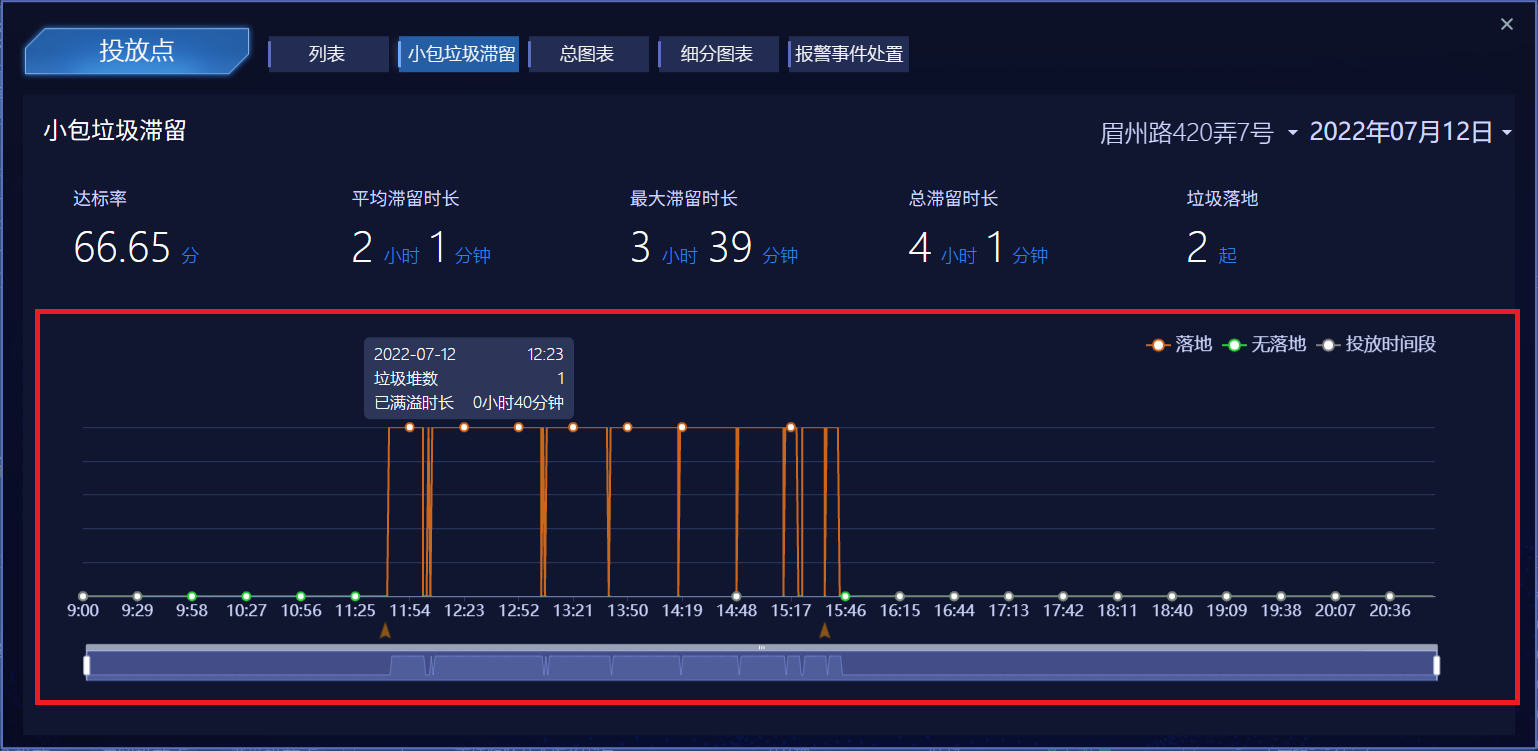 投放点 列表 小包垃圾滞留 总图表 细分图表 报警事件处置
小包垃圾滞留 眉州路420弄7号 2022年07月12日
达标率 平均滞留时长 最大滞留时长 总滞留时长 垃圾落地
66.65 分 2 小时 1 分钟 3 小时 39 分钟 4 小时 1 分钟 2 起
落地 无落地 投放时间段
2022-07-12 12:23
垃圾堆数 1
已满溢时长 0小时40分钟
9:00 9:29 9:58 10:27 10:56 11:25 11:54 12:23 12:52 13:21 13:50 14:19 14:48 15:17 15:46 16:15 16:44 17:13 17:42 18:11 18:40 19:09 19:38 20:07 20:36